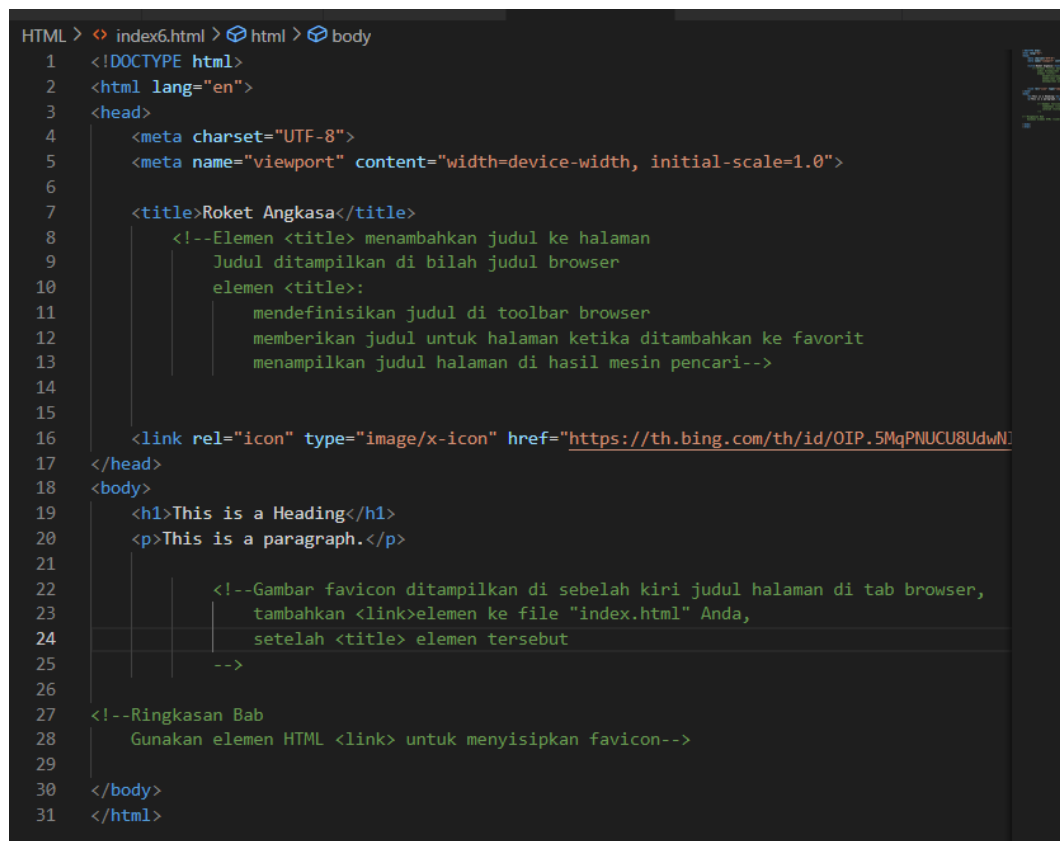 HTML > index6.html > html > body
1 <!DOCTYPE html>
2 <html lang="en">
3 <head>
4 <meta charset="UTF-8">
5 <meta name="viewport" content="width=device-width, initial-scale=1.0">
6
7 <title>Roket Angkasa</title>
8 <!--Elemen <title> menambahkan judul ke halaman
9 Judul ditampilkan di bilah judul browser
10 elemen <title>:
11 mendefinisikan judul di toolbar browser
12 memberikan judul untuk halaman ketika ditambahkan ke favorit
13 menampilkan judul halaman di hasil mesin pencari-->
14
15
16 <link rel="icon" type="image/x-icon" href="https://th.bing.com/th/id/OIP.5MqPNUCU8UdwN
17 </head>
18 <body>
19 <h1>This is a Heading</h1>
20 <p>This is a paragraph.</p>
21
22 <!--Gambar favicon ditampilkan di sebelah kiri judul halaman di tab browser,
23 tambahkan <link>elemen ke file "index.html" Anda,
24 setelah <title> elemen tersebut
25 -->
26
27 <!--Ringkasan Bab
28 Gunakan elemen HTML <link> untuk menyisipkan favicon-->
29
30 </body>
31 </html>